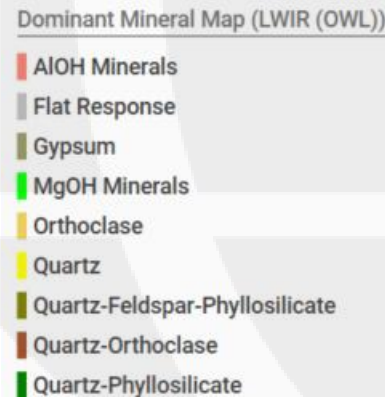 Dominant Mineral Map (LWIR (OWL))
AlOH Minerals
Flat Response
Gypsum
MgOH Minerals
Orthoclase
Quartz
Quartz-Feldspar-Phyllosilicate
Quartz-Orthoclase
Quartz-Phyllosilicate